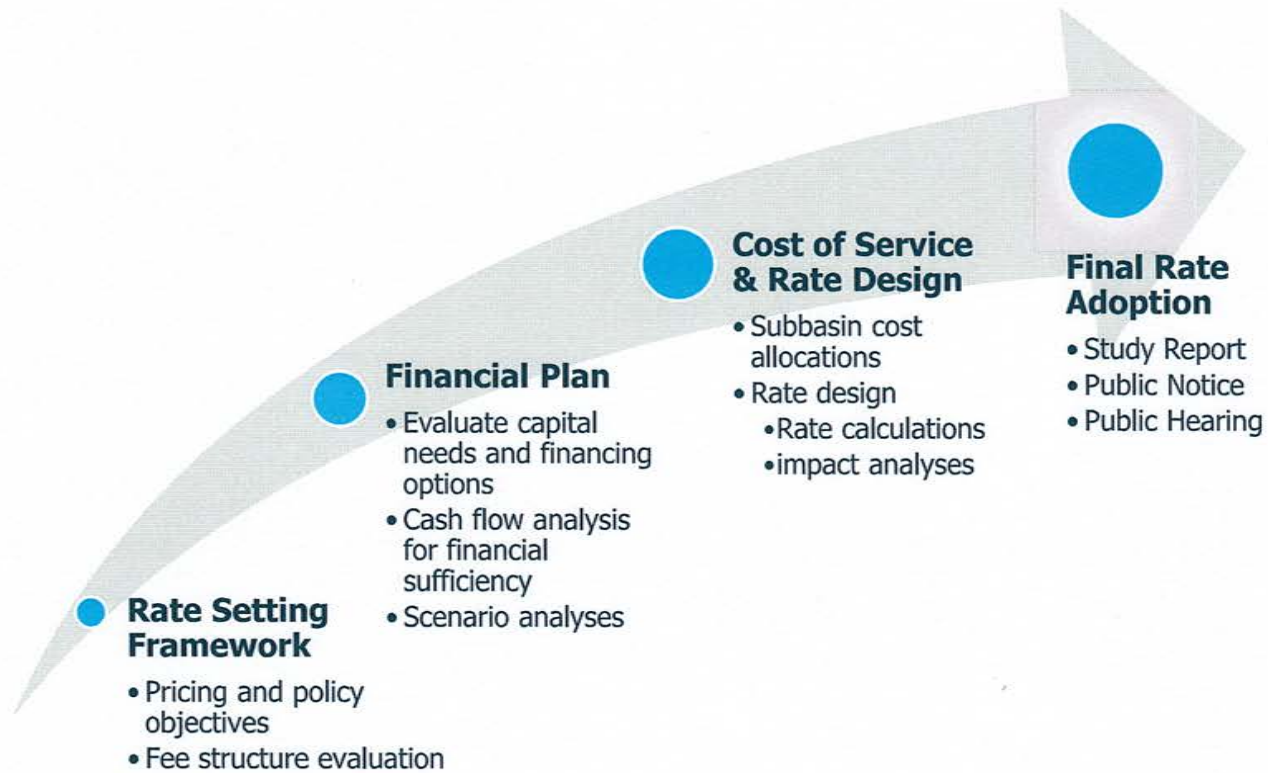 Rate Setting
Framework
• Pricing and policy
objectives
• Fee structure evaluation
Financial Plan
• Evaluate capital
needs and financing
options
• Cash flow analysis
for financial
sufficiency
• Scenario analyses
Cost of Service
& Rate Design
• Subbasin cost
allocations
• Rate design
•Rate calculations
•impact analyses
Final Rate
Adoption
• Study Report
• Public Notice
• Public Hearing